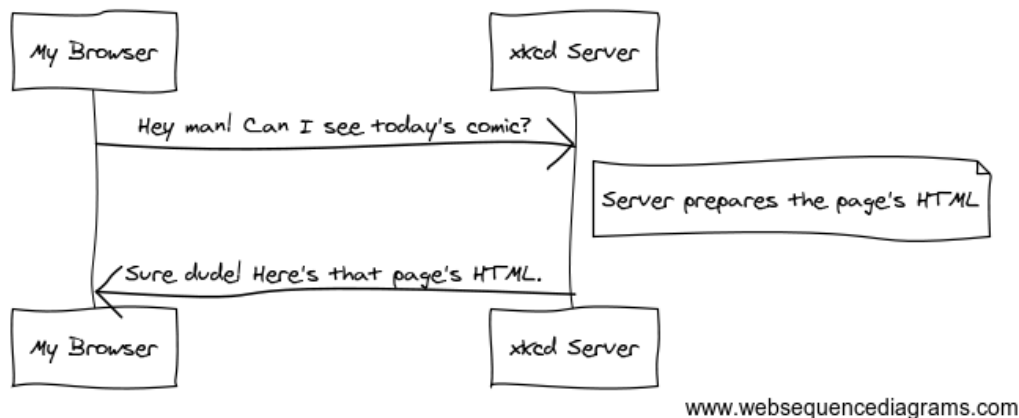 My Browser
xkcd Server
Hey man! Can I see today's comic?
Server prepares the page's HTML
Sure dude! Here's that page's HTML.
My Browser
xkcd Server
www.websequencediagrams.com